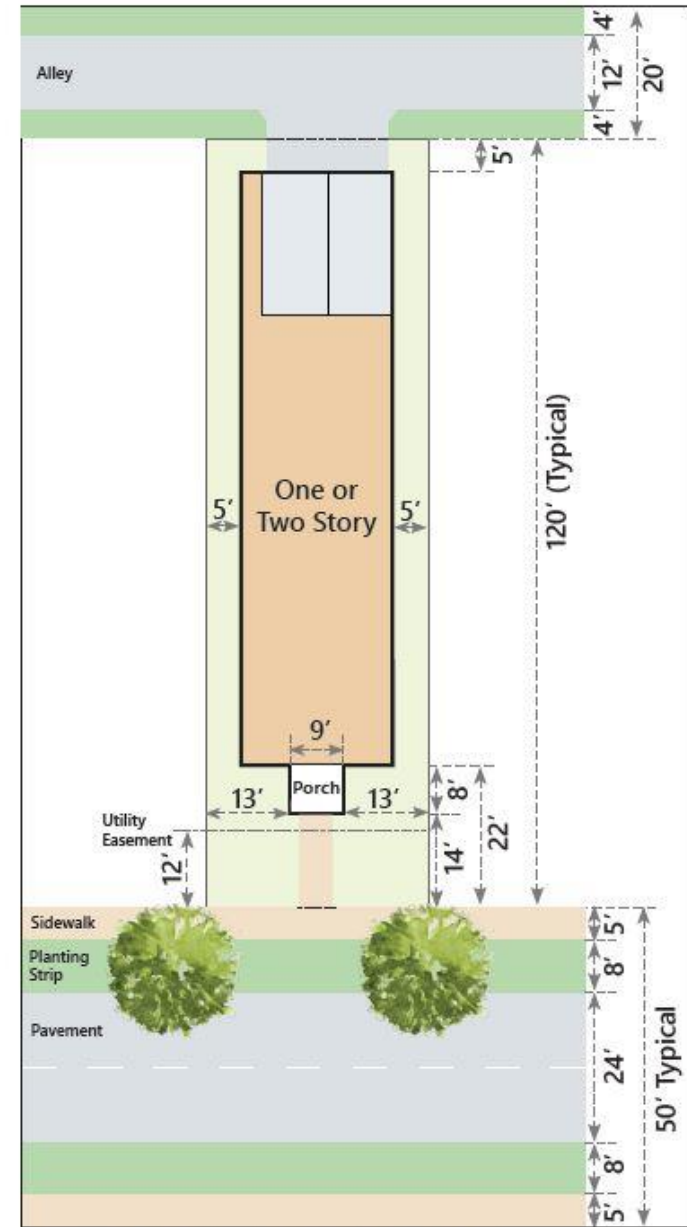 4’
Alley
12’
20’
4’
5’
120’ (Typical)
One or
Two Story
5’
5’
9’
Porch
13’
13’
8’
22’
14’
Utility
Easement
12’
Sidewalk
5’
Planting
Strip
8’
Pavement
24’
50’ Typical
8’
5’